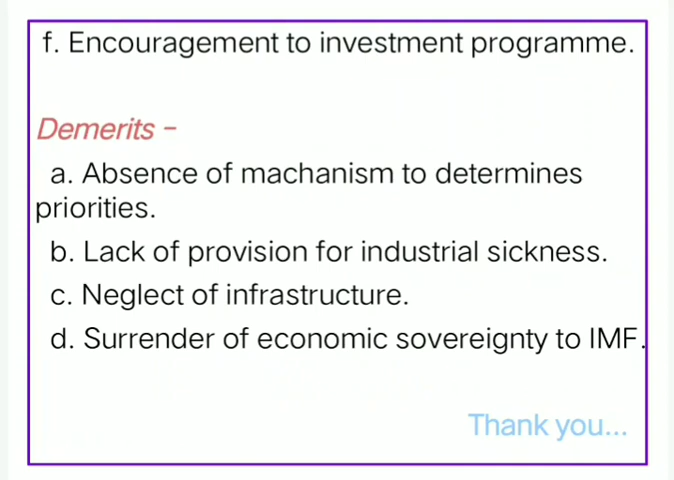 f. Encouragement to investment programme.
Demerits -
a. Absence of machanism to determines
priorities.
b. Lack of provision for industrial sickness.
c. Neglect of infrastructure.
d. Surrender of economic sovereignty to IMF.
Thank you...